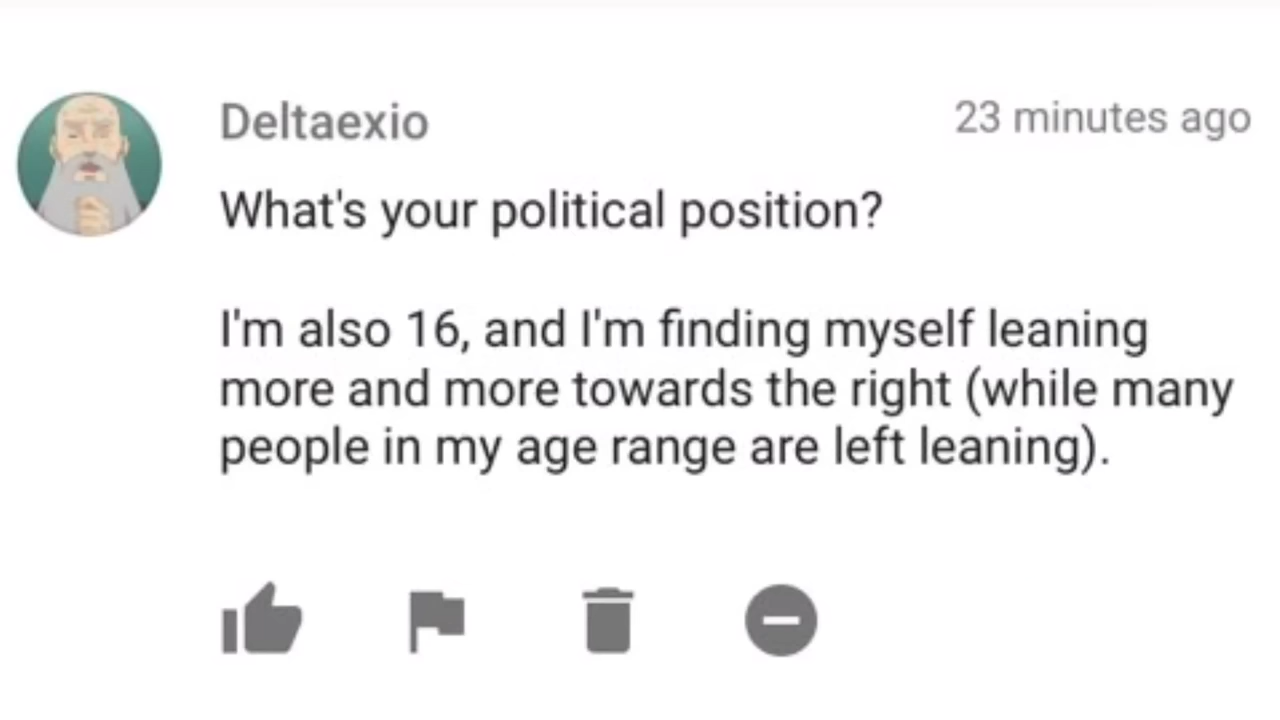 Deltaexio
23 minutes ago
What's your political position?
I'm also 16, and I'm finding myself leaning
more and more towards the right (while many
people in my age range are left leaning).